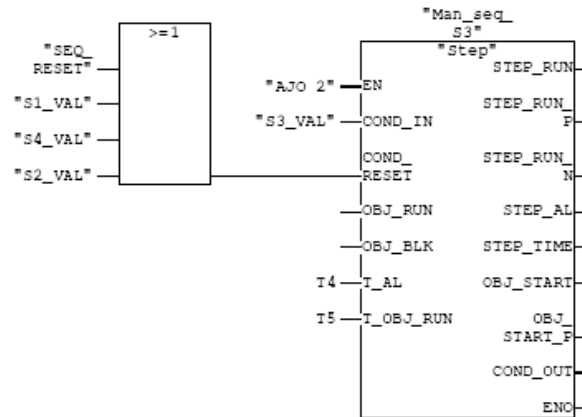 "Man_seq_
S3"
>=1
"Step"
"SEQ_
RESET"
STEP_RUN
"AJO 2" EN
"S1_VAL"
STEP_RUN_
P
"S3_VAL" COND_IN
"S4_VAL"
COND_
RESET
STEP_RUN_
N
"S2_VAL"
OBJ_RUN
STEP_AL
OBJ_BLK
STEP_TIME
T4 T_AL
OBJ_START
T5 T_OBJ_RUN
OBJ_
START_P
COND_OUT
ENO